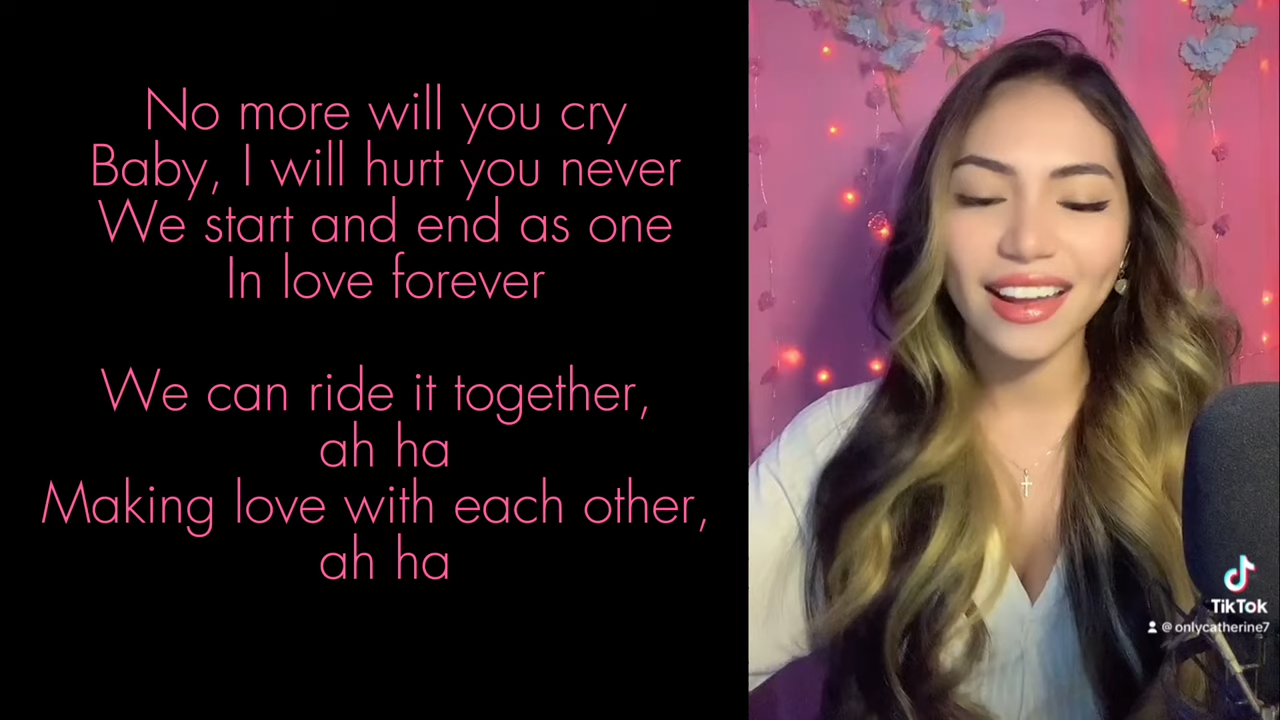 No more will you cry
Baby, I will hurt you never
We start and end as one
In love forever
We can ride it together,
ah ha
Making love with each other,
ah ha
TikTok
@ onlycatherine7